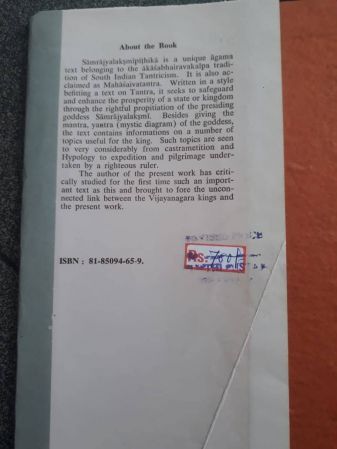 About the Book
Sāmrājyalakṣmīpīṭhikā is a unique āgama
text belonging to the ākāśabhairavakalpa tradi-
tion of South Indian Tantricism. It is also ac-
claimed as Mahāśaivatantra. Written in a style
befitting a text on Tantra, it seeks to safeguard
and enhance the prosperity of a state or kingdom
through the rightful propitiation of the presiding
goddess Sāmrājyalakṣmī. Besides giving the
mantra, yantra (mystic diagram) of the goddess,
the text contains informations on a number of
topics useful for the king. Such topics are seen
to very considerably from castrametition and
Hypology to expedition and pilgrimage under-
taken by a righteous ruler.
The author of the present work has criti-
cally studied for the first time such an import-
ant text as this and brought to fore the uncon-
nected link between the Vijayanagara kings and
the present work.
ISBN : 81-85094-65-9.
Rs.